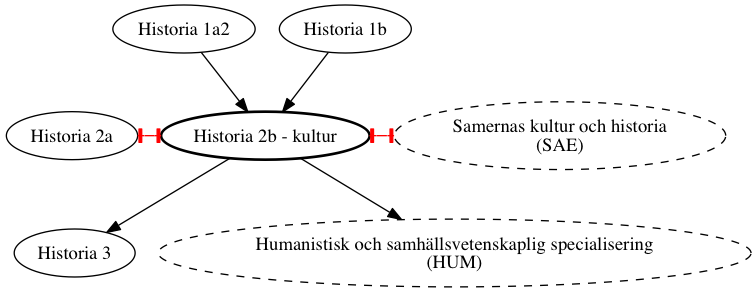 Historia 1a2
Historia 1b
Historia 2a
Historia 2b - kultur
Samernas kultur och historia
(SAE)
Historia 3
Humanistisk och samhällsvetenskaplig specialisering
(HUM)